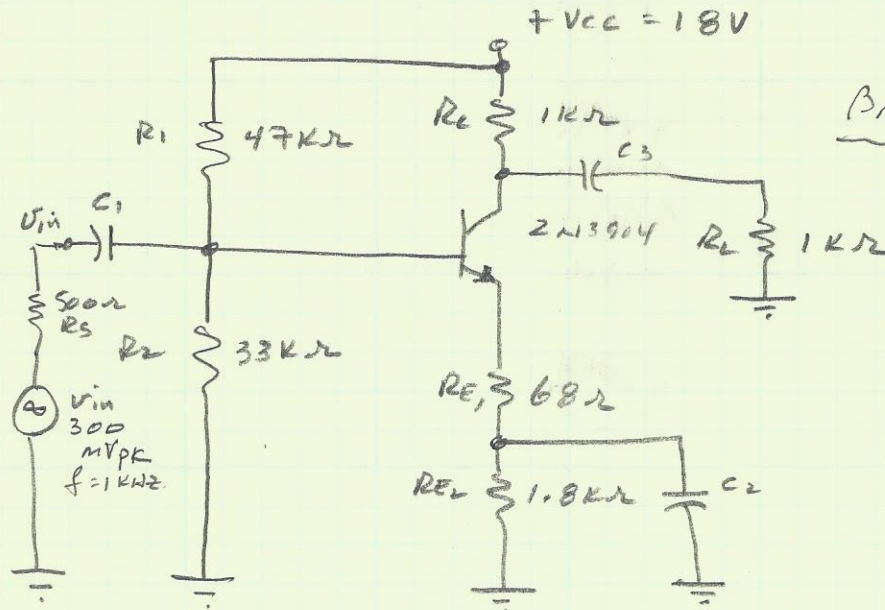 + Vcc = 18V
R1 47KΩ
Rc 1KΩ
C3
2N3904
RL 1KΩ
Vin C1
500Ω
RS
R2 33KΩ
vin
300
mVpk
f=1KHZ.
RE1 68Ω
RE2 1.8KΩ
C2